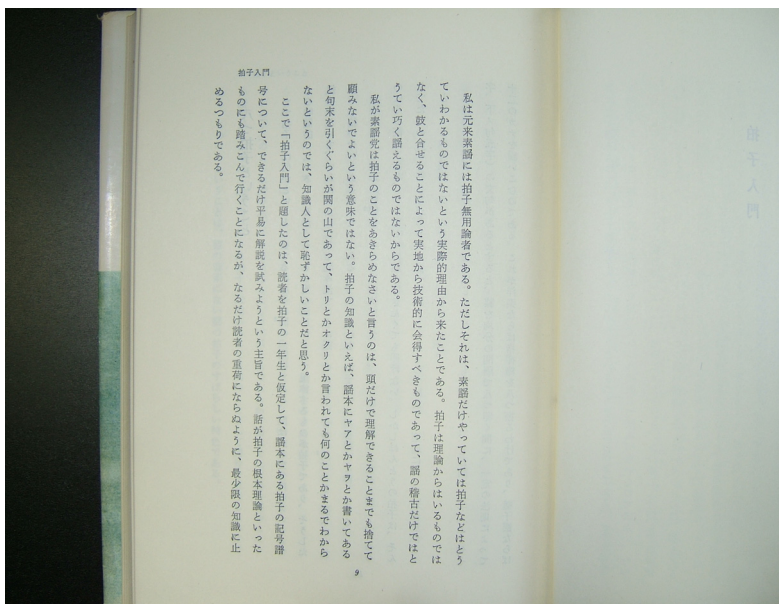 拍子入門
拍子入門
私は元来素謡には拍子無用論者である。ただしそれは、素謡だけやっていては拍子などはとう
ていわかるものではないという実際的理由から来たことである。拍子は理論からはいるものでは
なく、鼓と合せることによって実地から技術的に会得すべきものであって、謡の稽古だけではと
うてい巧く謡えるものではないからである。
私が素謡党は拍子のことをあきらめなさいと言うのは、頭だけで理解できることまでも捨てて
顧みないでよいという意味ではない。拍子の知識といえば、謡本にヤアとかヤヲとか書いてある
と句末を引くぐらいが関の山であって、トリとかオクリとか言われても何のことかまるでわから
ないというのでは、知識人として恥ずかしいことだと思う。
ここで「拍子入門」と題したのは、読者を拍子の一年生と仮定して、謡本にある拍子の記号譜
号について、できるだけ平易に解説を試みようという主旨である。話が拍子の根本理論といった
ものにも踏みこんで行くことになるが、なるだけ読者の重荷にならぬように、最少限の知識に止
めるつもりである。
9